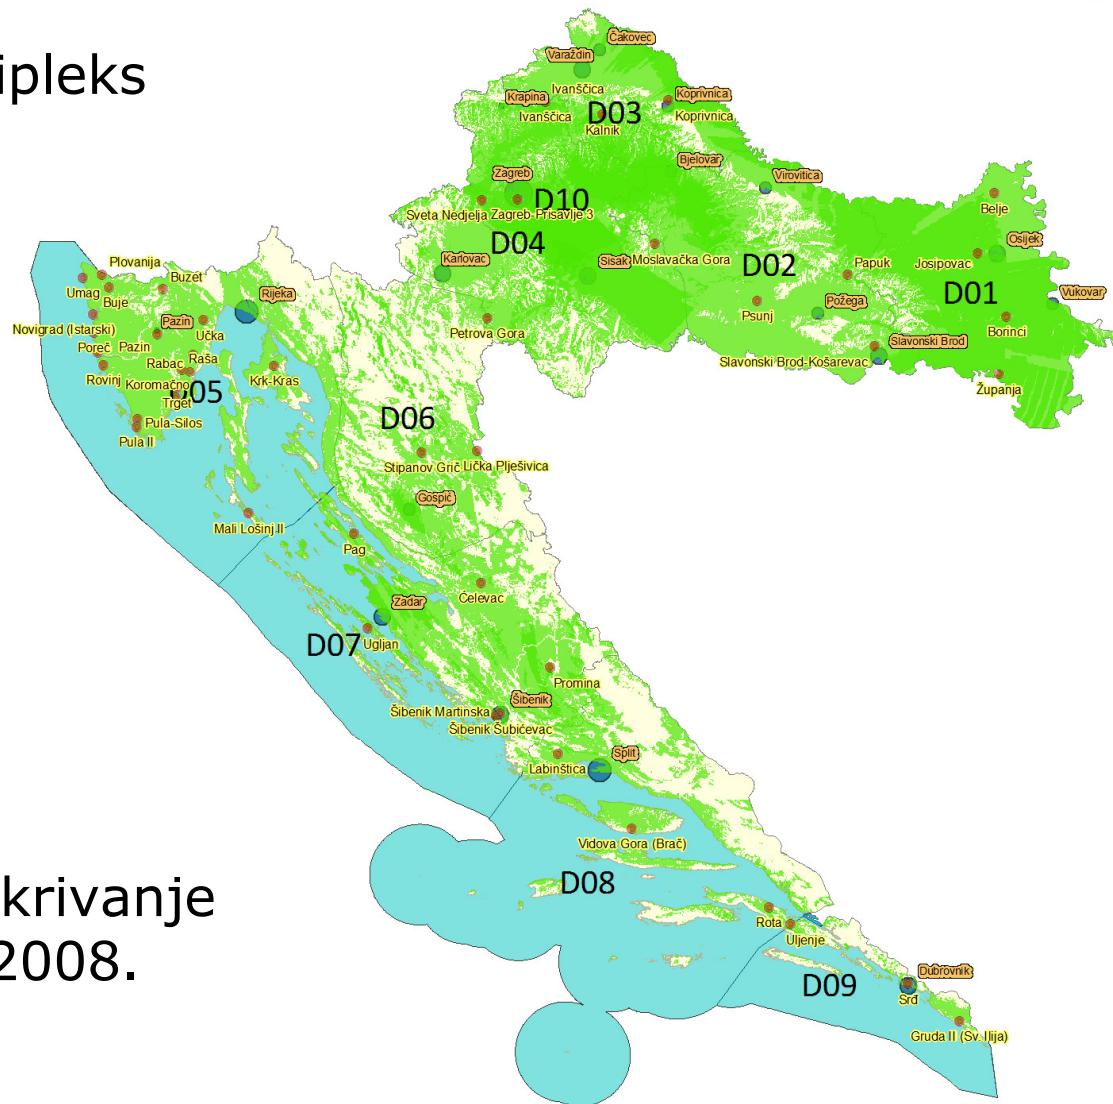 ipleks
Čakovec
Varaždin
Ivanščica
Krapina
Ivanščica
D03
Kalnik
Koprivnica
Koprivnica
Bjelovar
Virovitica
Zagreb
D10
Sveta Nedjelja
Zagreb-Prisavlje 3
D04
Karlovac
Sisak
Moslavačka Gora
D02
Papuk
Belje
Osijek
Josipovac
D01
Vukovar
Borinci
Psunj
Požega
Slavonski Brod
Slavonski Brod-Košarevac
Županja
Petrova Gora
Plovanija
Buzet
Umag
Buje
Rijeka
Novigrad (Istarski)
Pazin
Učka
Poreč
Pazin
Rabac
Raša
Rovinj
Koromačno
Krk-Kras
D05
Trget
Pula-Silos
Pula II
D06
Stipanov Grič
Lička Plješivica
Gospić
Mali Lošinj II
Pag
Čelevac
Zadar
D07
Ugljan
Promina
Šibenik
Šibenik Martinska
Šibenik Šubićevac
Split
Labinštica
Vidova Gora (Brač)
krivanje
D08
2008.
Rota
Uljenje
D09
Dubrovnik
Srđ
Gruda II (Sv. Ilija)